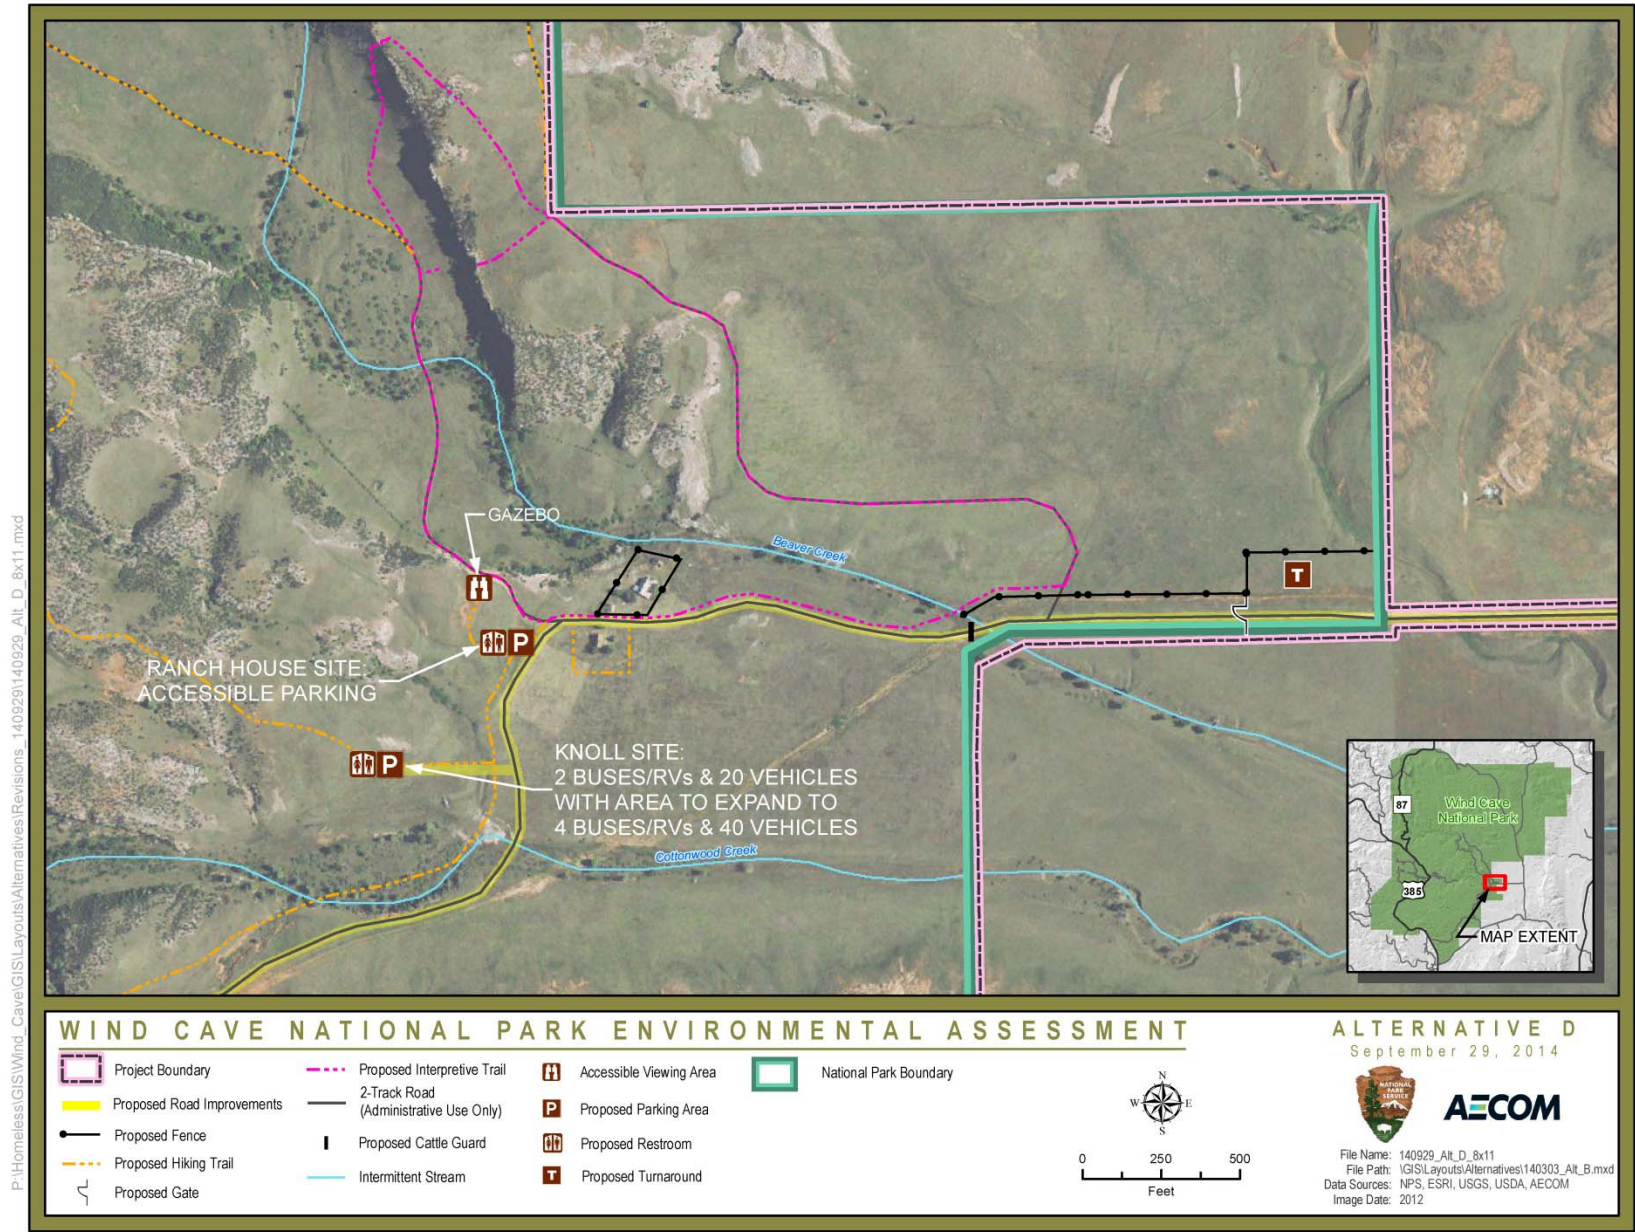 P:\Homeless\GIS\Wind_Cave\GIS\Layouts\Alternatives\Revisions_140929\140929_Alt_D_8x11.mxd
GAZEBO
Beaver Creek
T
P
RANCH HOUSE SITE:
ACCESSIBLE PARKING
P
KNOLL SITE:
2 BUSES/RVs & 20 VEHICLES
WITH AREA TO EXPAND TO
4 BUSES/RVs & 40 VEHICLES
Cottonwood Creek
87
Wind Cave
National Park
385
MAP EXTENT
WIND CAVE NATIONAL PARK ENVIRONMENTAL ASSESSMENT
Project Boundary
Proposed Road Improvements
Proposed Fence
Proposed Hiking Trail
Proposed Gate
Proposed Interpretive Trail
2-Track Road
(Administrative Use Only)
Proposed Cattle Guard
Intermittent Stream
Accessible Viewing Area
P Proposed Parking Area
Proposed Restroom
T Proposed Turnaround
National Park Boundary
N
W E
S
0 250 500
Feet
ALTERNATIVE D
September 29, 2014
NATIONAL
PARK
SERVICE
AECOM
File Name: 140929_Alt_D_8x11
File Path: \GIS\Layouts\Alternatives\140303_Alt_B.mxd
Data Sources: NPS, ESRI, USGS, USDA, AECOM
Image Date: 2012